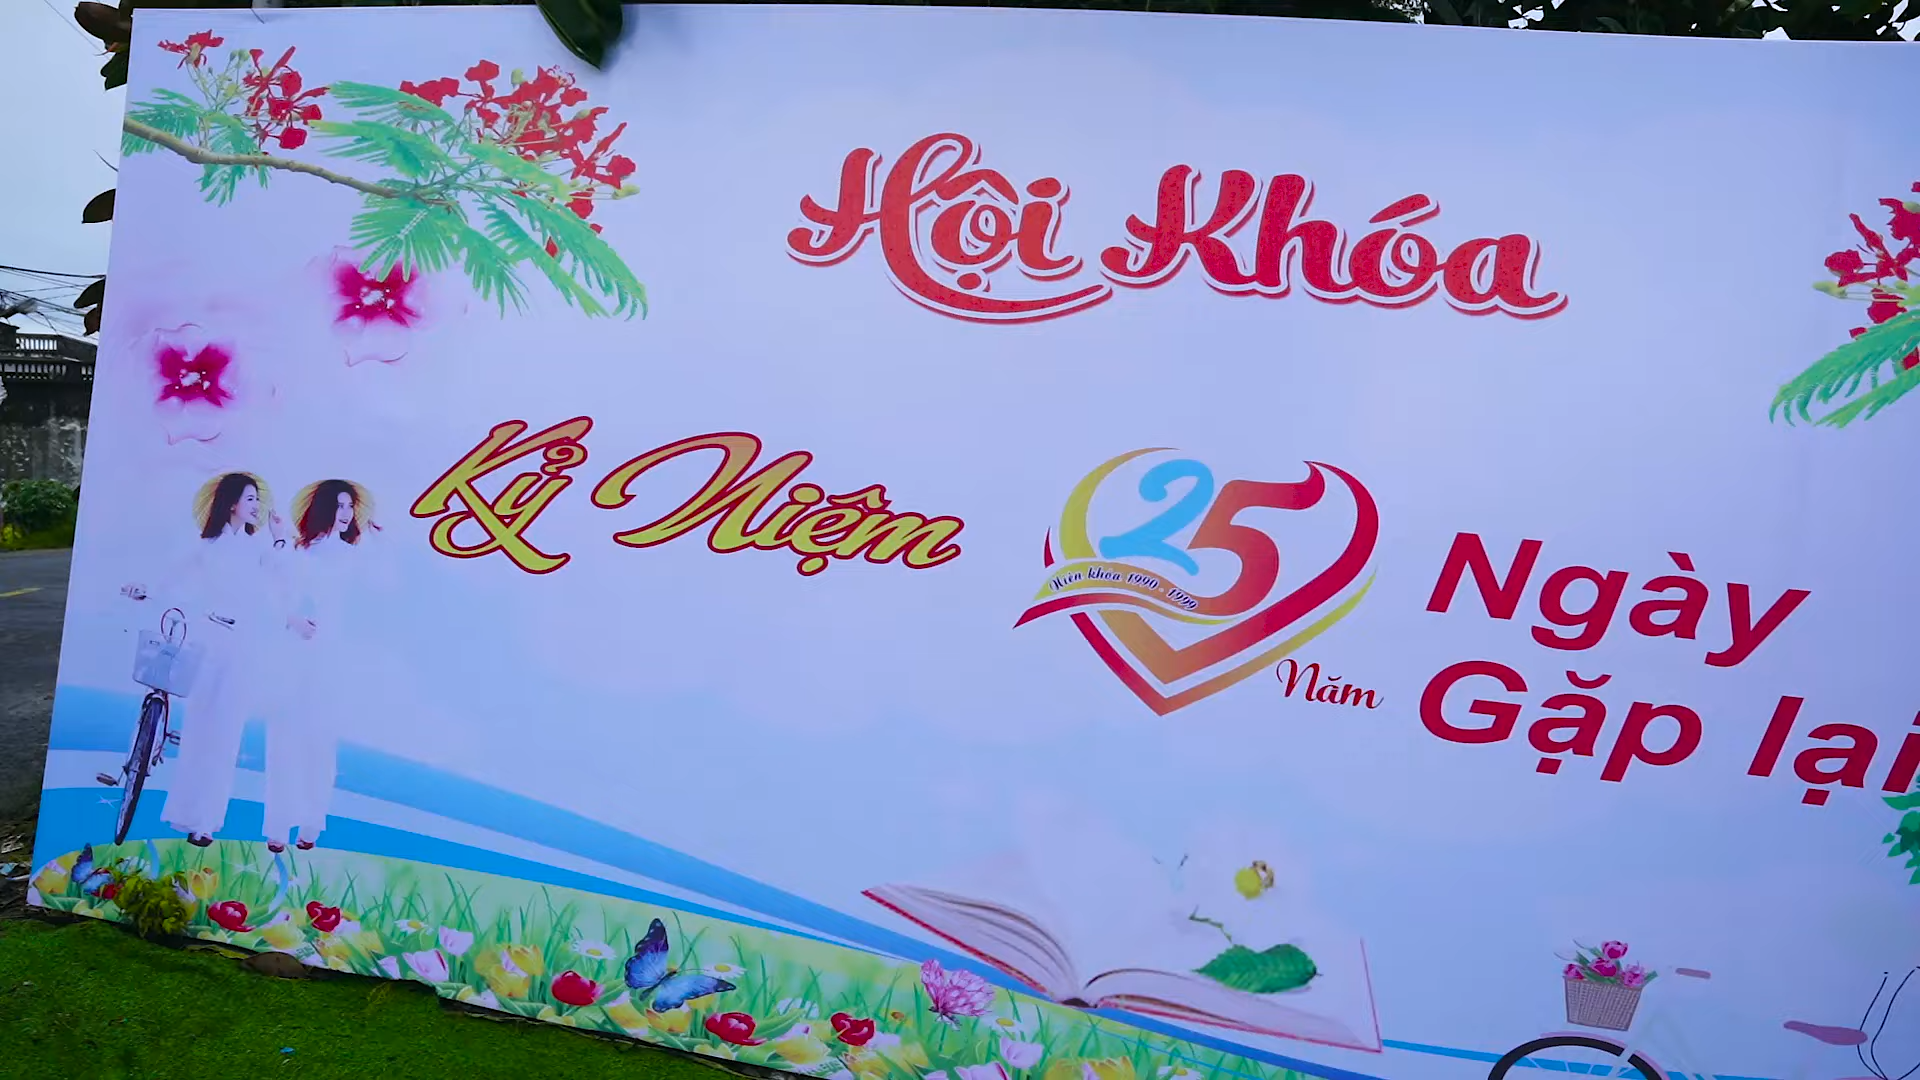 Hội Khóa
Kỷ Niệm
25
Niên khóa 1990 - 1999
Năm
Ngày
Gặp lại